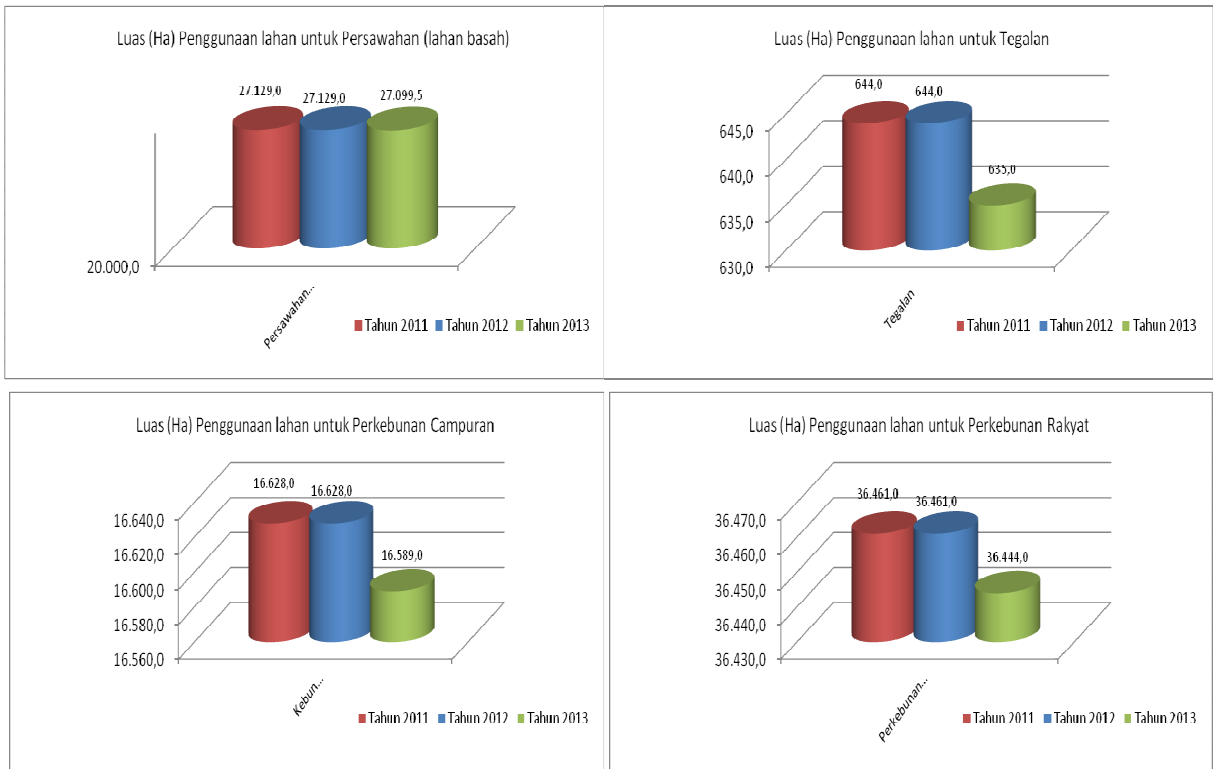 Luas (Ha) Penggunaan lahan untuk Persawahan (lahan basah)
27.129,0
27.129,0
27.099,5
20.000,0
Persawahan...
Tahun 2011 Tahun 2012 Tahun 2013
Luas (Ha) Penggunaan lahan untuk Tegalan
644,0
644,0
635,0
645,0
640,0
635,0
630,0
Tegalan
Tahun 2011 Tahun 2012 Tahun 2013
Luas (Ha) Penggunaan lahan untuk Perkebunan Campuran
16.628,0
16.628,0
16.589,0
16.640,0
16.620,0
16.600,0
16.580,0
16.560,0
Kebun...
Tahun 2011 Tahun 2012 Tahun 2013
Luas (Ha) Penggunaan lahan untuk Perkebunan Rakyat
36.461,0
36.461,0
36.444,0
36.470,0
36.460,0
36.450,0
36.440,0
36.430,0
Perkebunan...
Tahun 2011 Tahun 2012 Tahun 2013